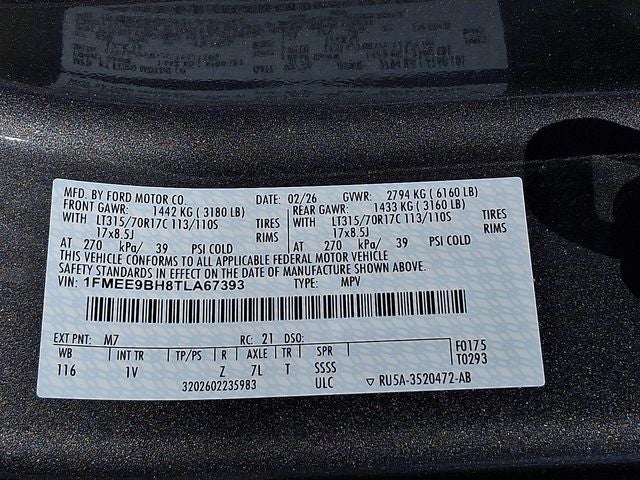 MFD. BY FORD MOTOR CO. DATE: 02/26 GVWR: 2794 KG ( 6160 LB)
FRONT GAWR: 1442 KG ( 3180 LB) REAR GAWR: 1433 KG ( 3160 LB)
WITH LT315/70R17C 113/110S TIRES WITH LT315/70R17C 113/110S TIRES
17x8.5J RIMS 17x8.5J RIMS
AT 270 kPa/ 39 PSI COLD AT 270 kPa/ 39 PSI COLD
THIS VEHICLE CONFORMS TO ALL APPLICABLE FEDERAL MOTOR VEHICLE
SAFETY STANDARDS IN EFFECT ON THE DATE OF MANUFACTURE SHOWN ABOVE.
VIN: 1FMEE9BH8TLA67393 TYPE: MPV
EXT PNT: M7 RC: 21 DSO: F0175
WB INT TR TP/PS R AXLE TR SPR T0293
116 1V Z 7L T SSSS
3202602235983 ULC ▽ RU5A-3520472-AB